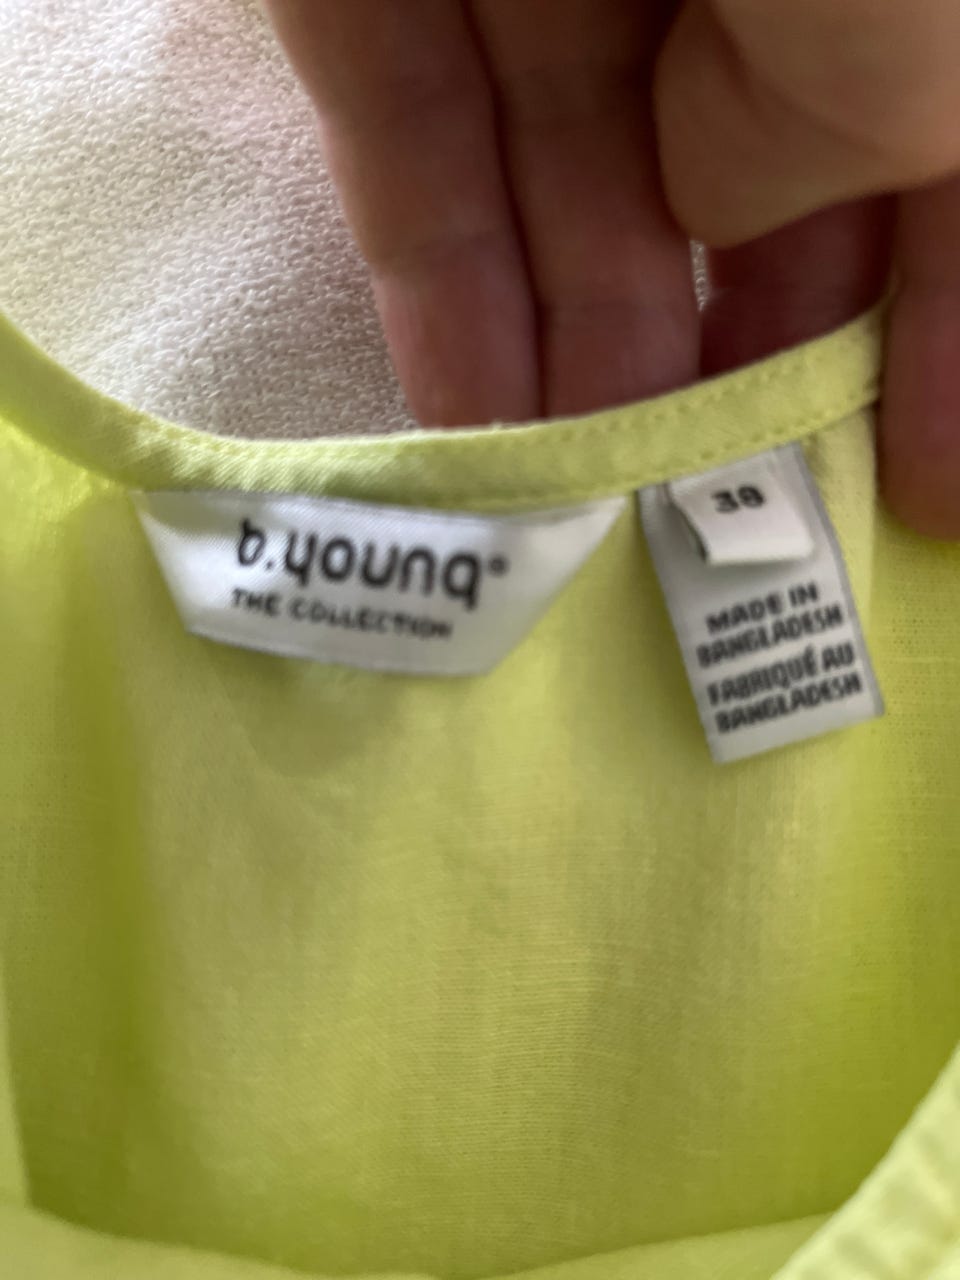 b.young®
THE COLLECTION
38
MADE IN
BANGLADESH
FABRIQUÉ AU
BANGLADESH